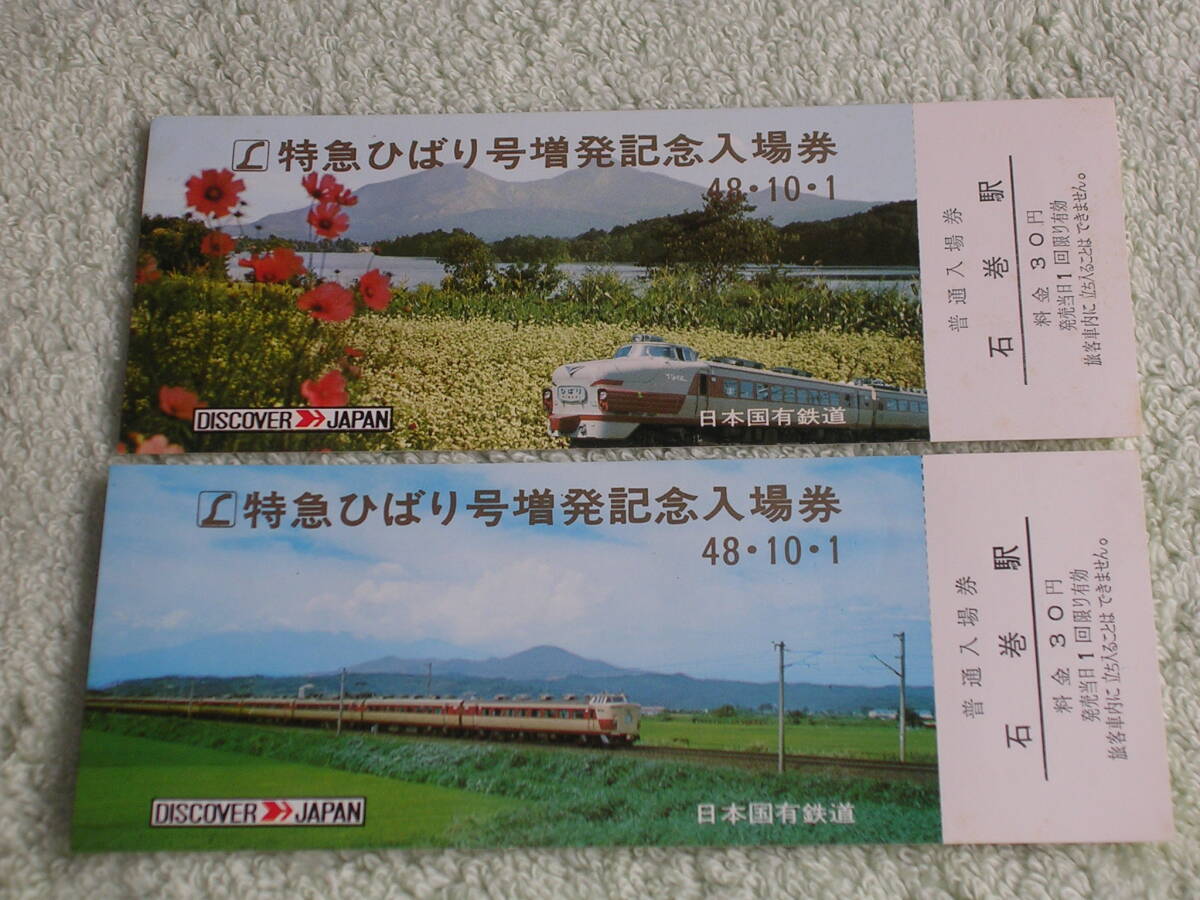 L 特急ひばり号増発記念入場券
48・10・1
DISCOVER JAPAN
ひばり
日本国有鉄道
普通入場券
石巻駅
料金 30円
発売当日1回限り有効
旅客車内に立ち入ることはできません。
L 特急ひばり号増発記念入場券
48・10・1
DISCOVER JAPAN
日本国有鉄道
普通入場券
石巻駅
料金 30円
発売当日1回限り有効
旅客車内に立ち入ることはできません。